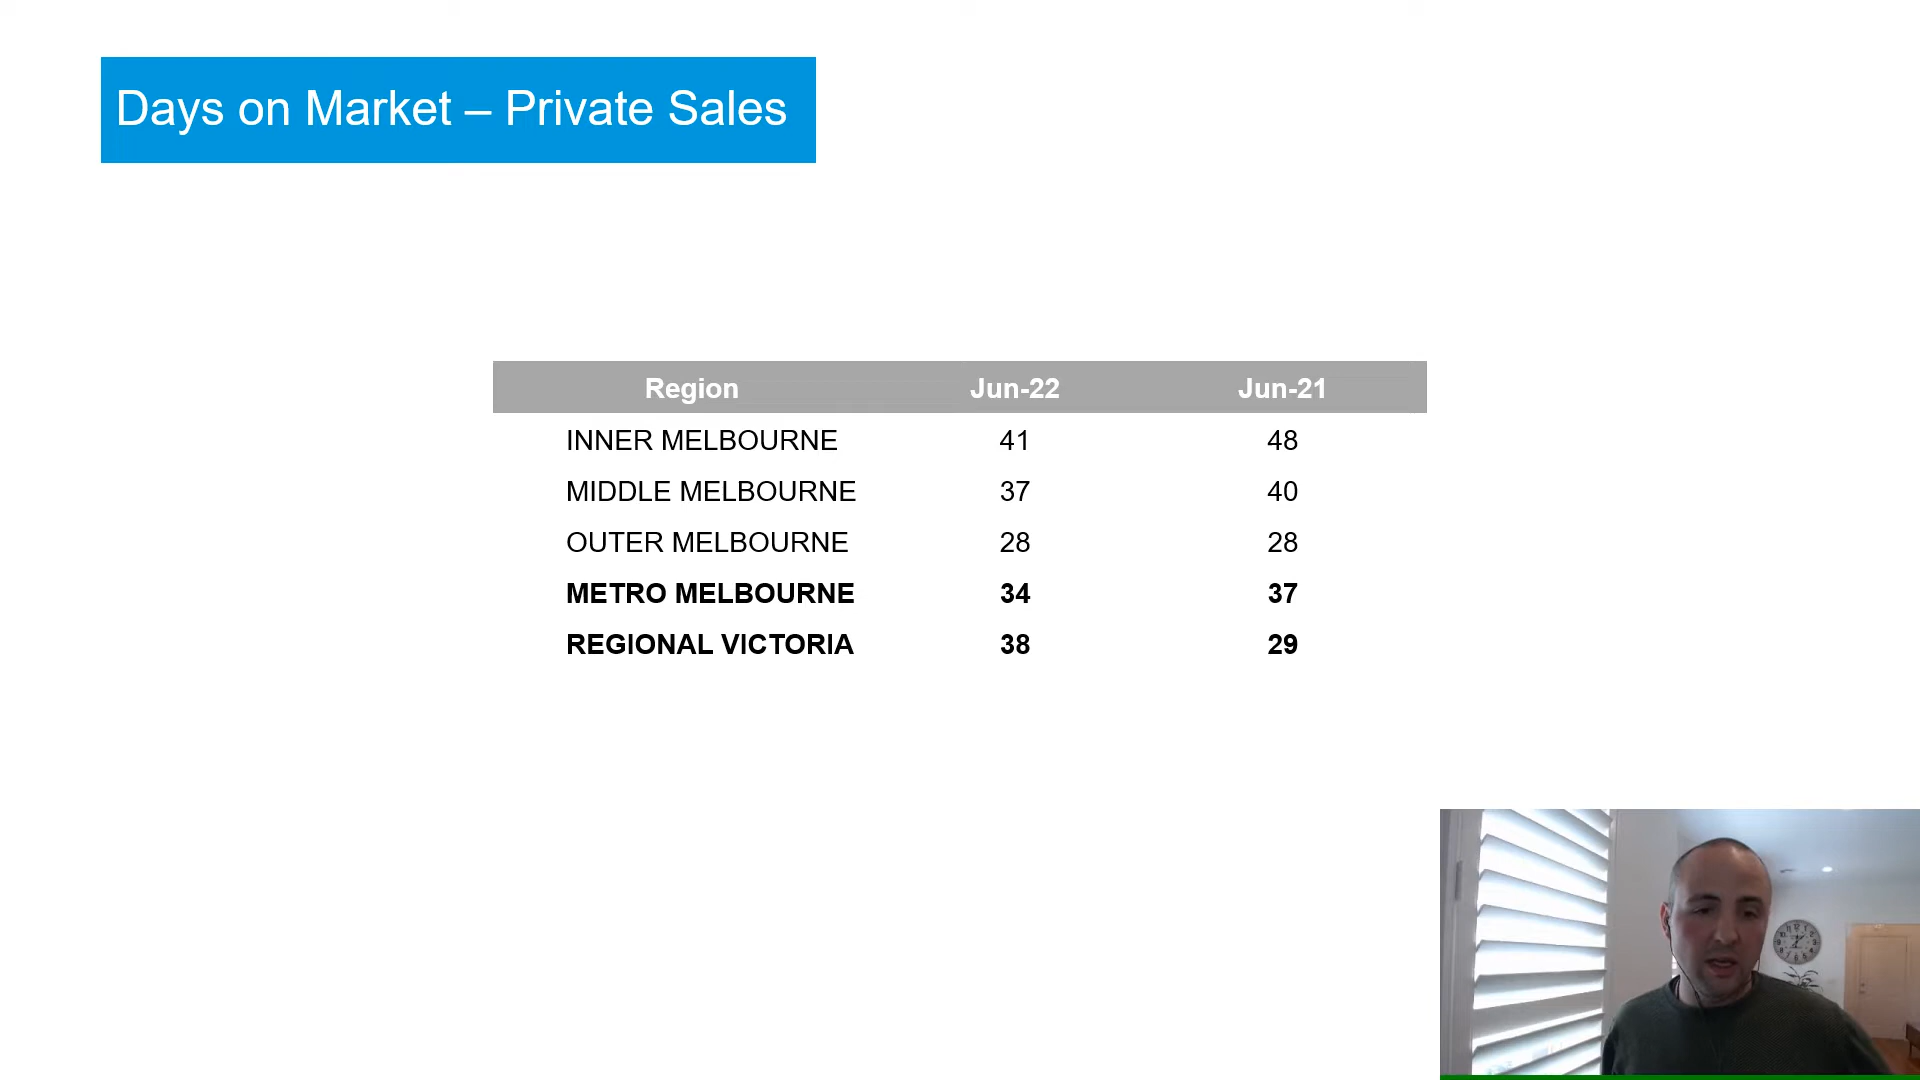 Days on Market – Private Sales
Region Jun-22 Jun-21
INNER MELBOURNE 41 48
MIDDLE MELBOURNE 37 40
OUTER MELBOURNE 28 28
METRO MELBOURNE 34 37
REGIONAL VICTORIA 38 29